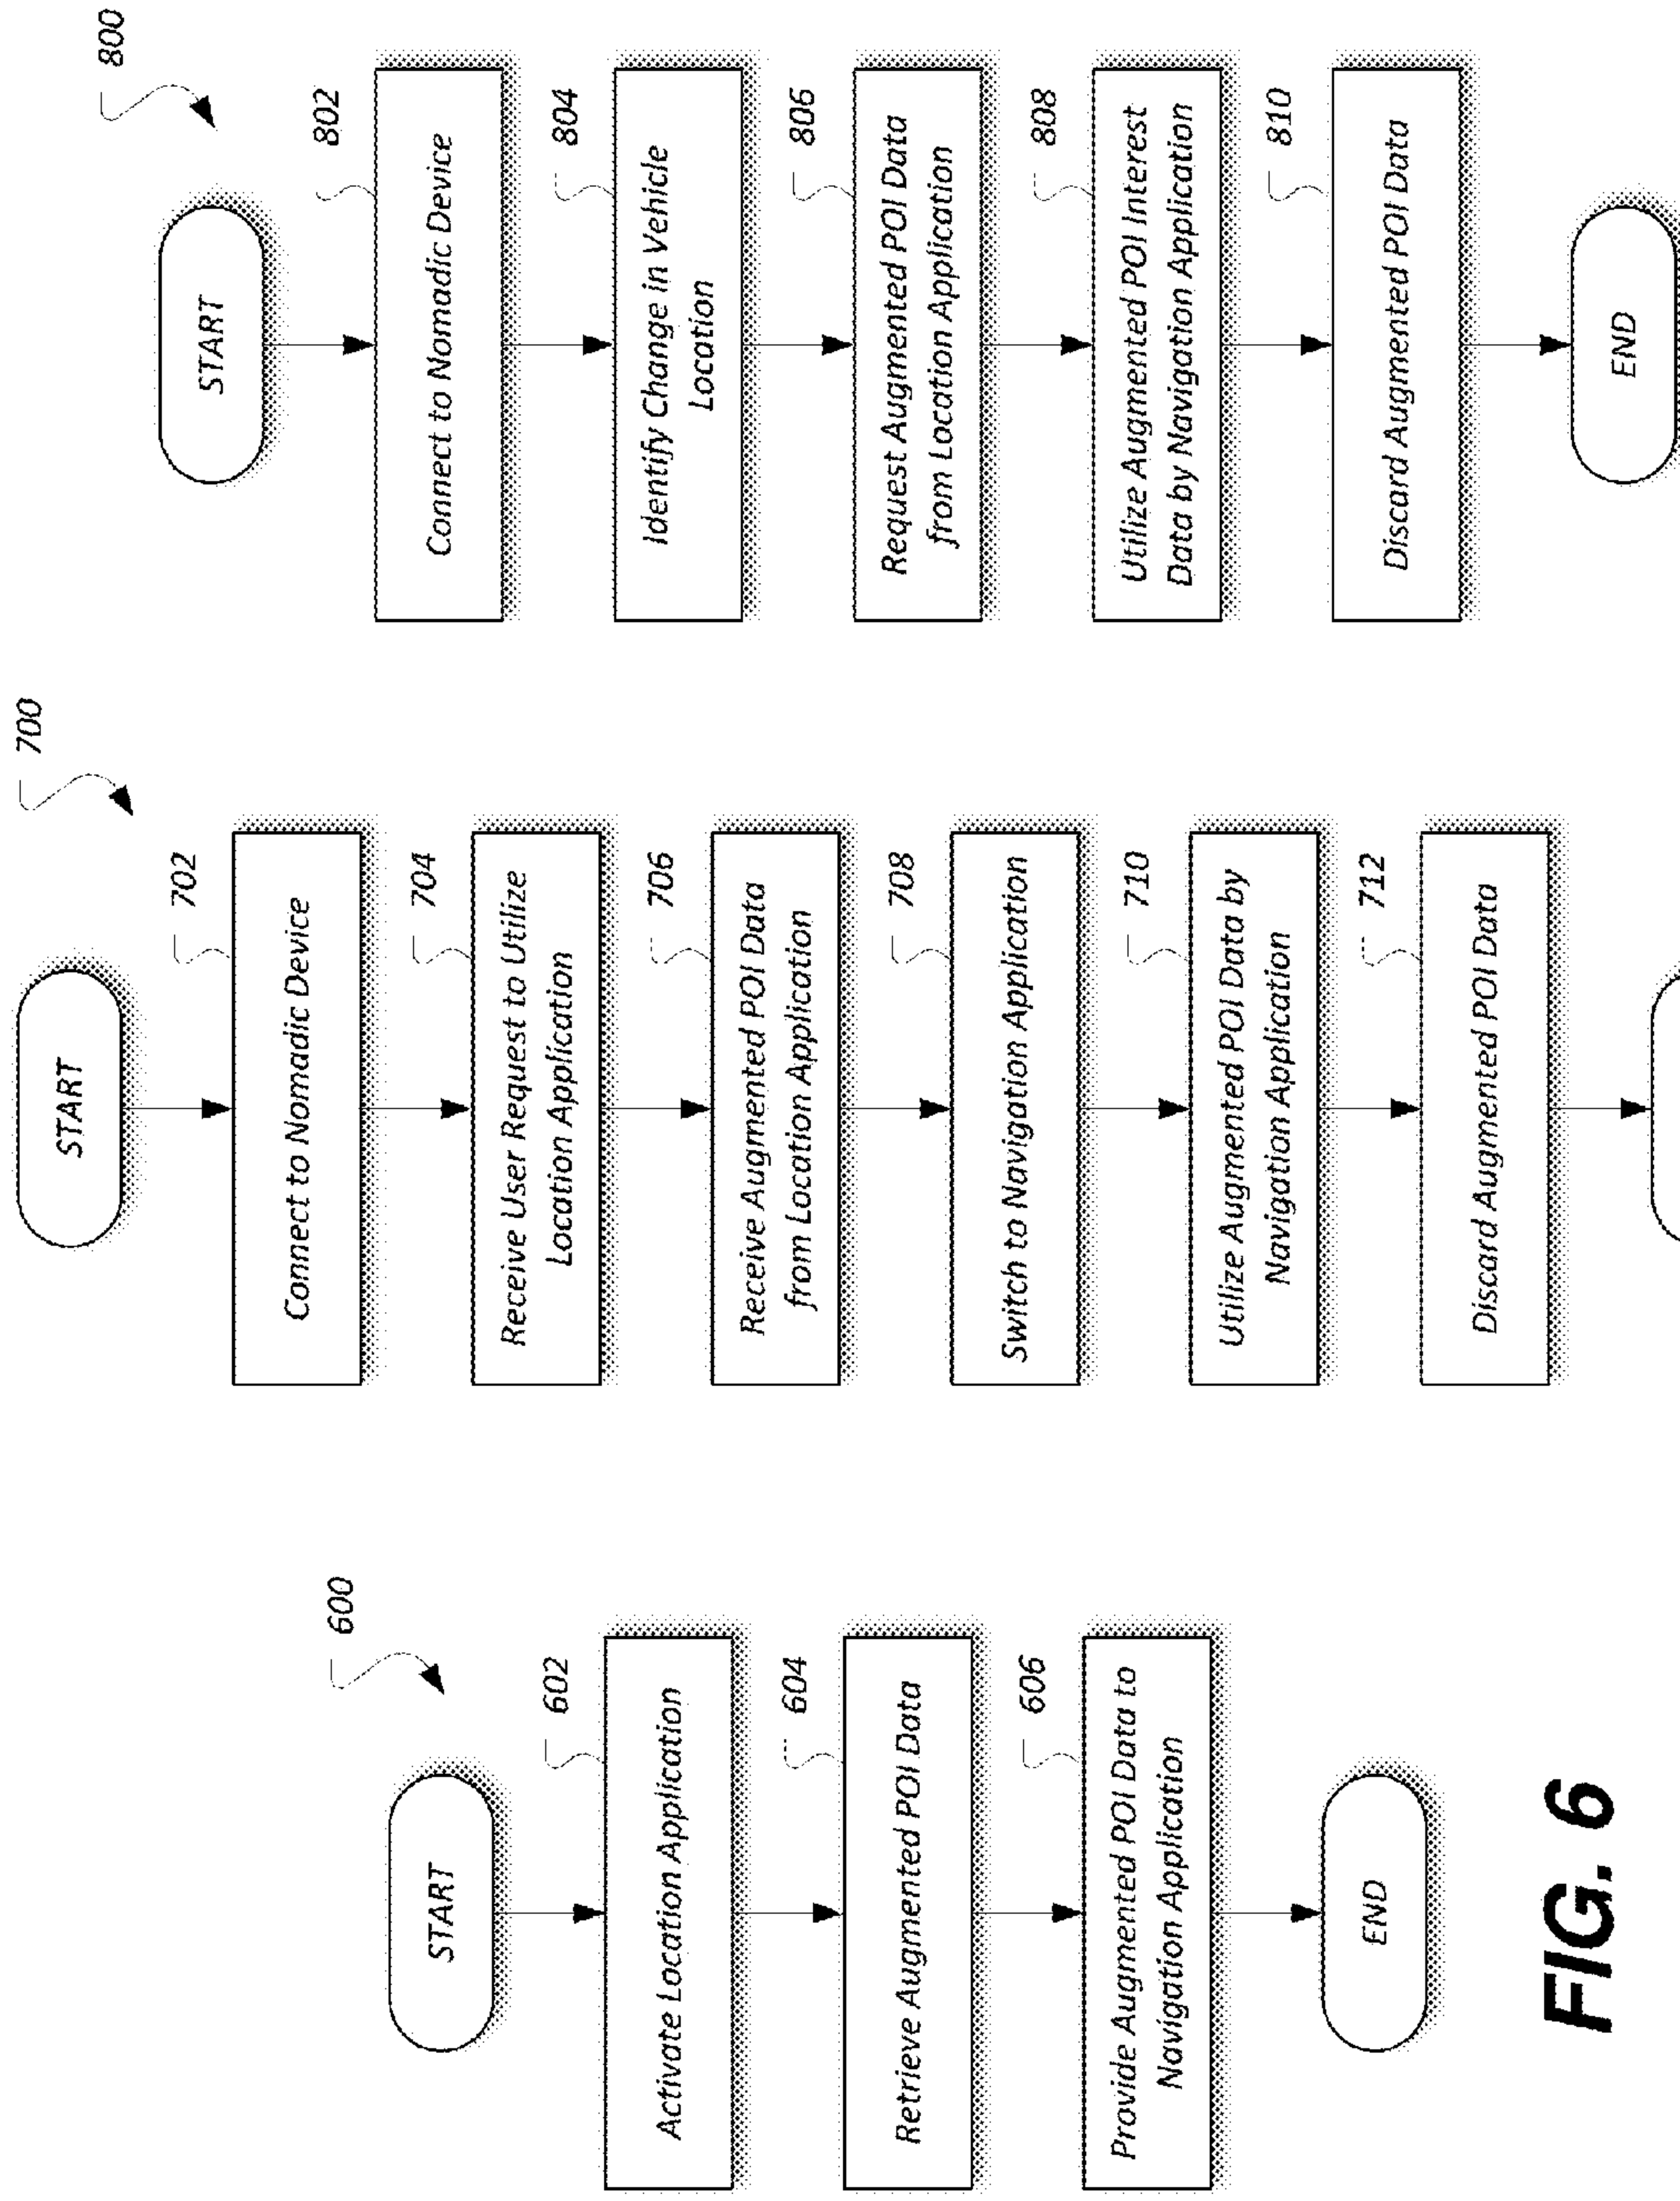 600
START
602
Activate Location Application
604
Retrieve Augmented POI Data
606
Provide Augmented POI Data to
Navigation Application
END
FIG. 6
700
START
702
Connect to Nomadic Device
704
Receive User Request to Utilize
Location Application
706
Receive Augmented POI Data
from Location Application
708
Switch to Navigation Application
710
Utilize Augmented POI Data by
Navigation Application
712
Discard Augmented POI Data
800
START
802
Connect to Nomadic Device
804
Identify Change in Vehicle
Location
806
Request Augmented POI Data
from Location Application
808
Utilize Augmented POI Interest
Data by Navigation Application
810
Discard Augmented POI Data
END